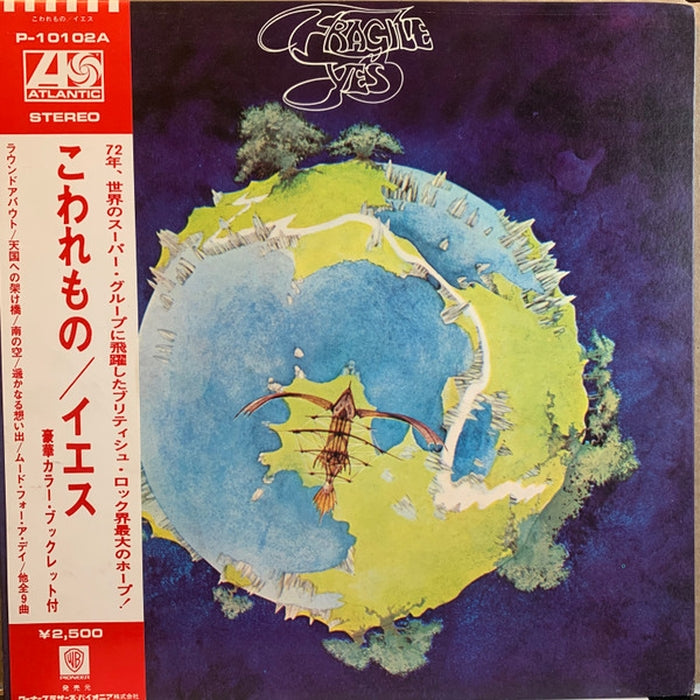 こわれもの/イエス
P-10102A
ATLANTIC
STEREO
72年、世界のスーパー・グループに飛躍したブリティシュ・ロック界最大のホープ!
こわれもの/イエス
豪華カラー・ブックレット付
ラウンドアバウト/天国への架け橋/南の空/遥かなる想い出/ムード・フォー・ア・デイ/他全9曲
¥2,500
WB
PIONEER
発売元
ワーナーブラザース・パイオニア株式会社
FRAGILE
YES